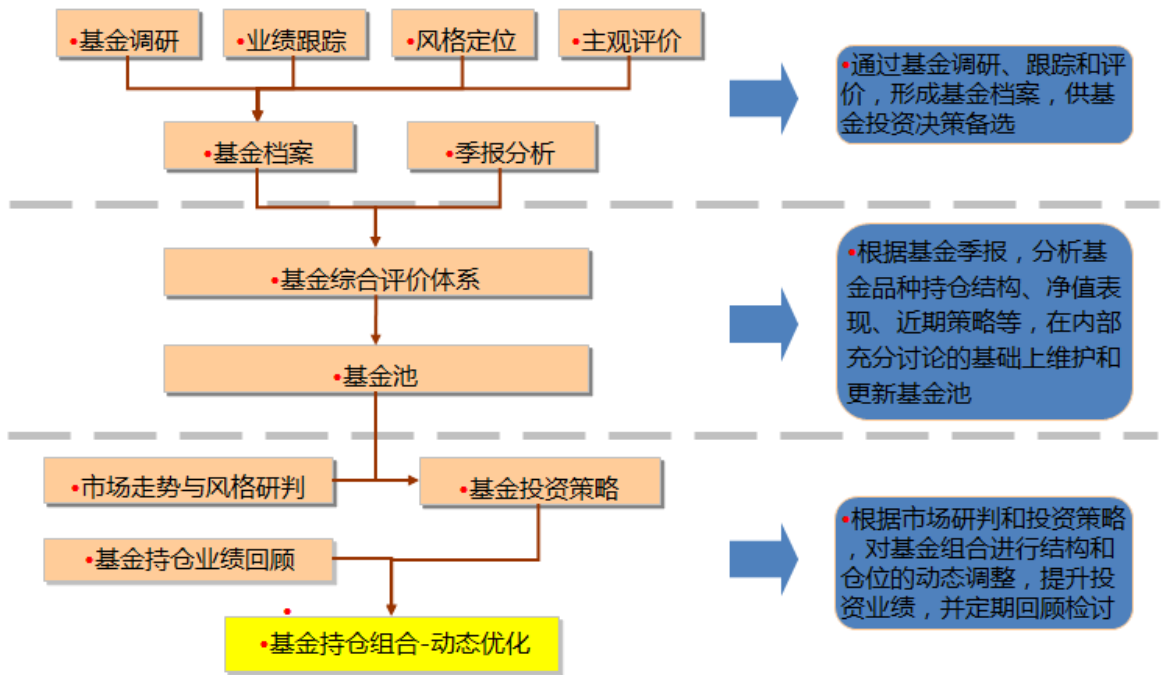 •基金调研
•业绩跟踪
•风格定位
•主观评价
•通过基金调研、跟踪和评
价，形成基金档案，供基
金投资决策备选
•基金档案
•季报分析
•基金综合评价体系
•根据基金季报，分析基
金品种持仓结构、净值表
现、近期策略等，在内部
充分讨论的基础上维护和
更新基金池
•基金池
•市场走势与风格研判
•基金投资策略
•根据市场研判和投资策略
，对基金组合进行结构和
仓位的动态调整，提升投
资业绩，并定期回顾检讨
•基金持仓业绩回顾
•
•基金持仓组合-动态优化